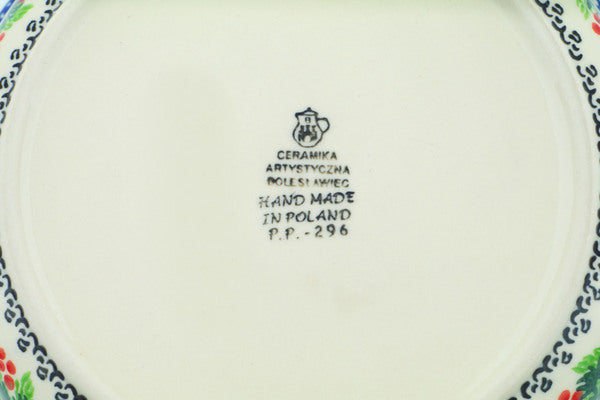 CERAMIKA
ARTYSTYCZNA
BOLESŁAWIEC
HAND MADE
IN POLAND
P.P. - 296